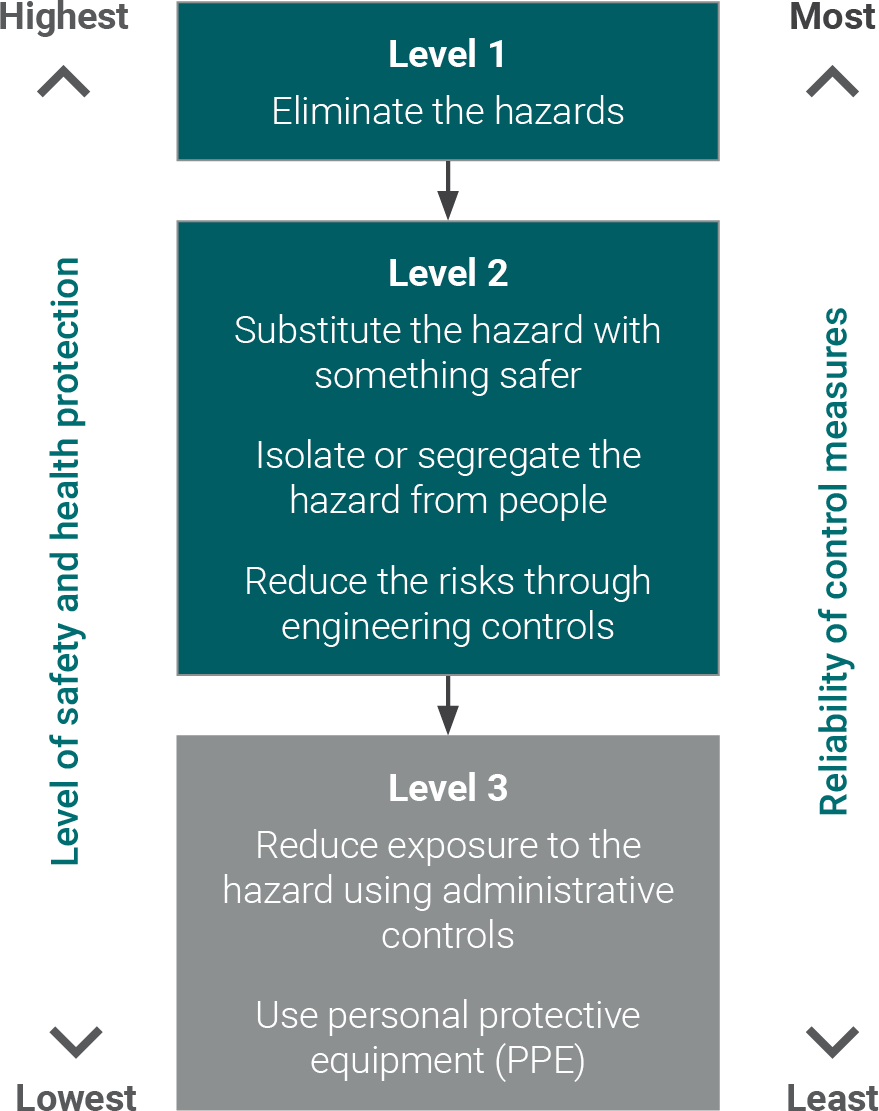 Highest
Most
Level 1
Eliminate the hazards
Level 2
Substitute the hazard with
something safer
Isolate or segregate the
hazard from people
Reduce the risks through
engineering controls
Level 3
Reduce exposure to the
hazard using administrative
controls
Use personal protective
equipment (PPE)
Level of safety and health protection
Reliability of control measures
Lowest
Least